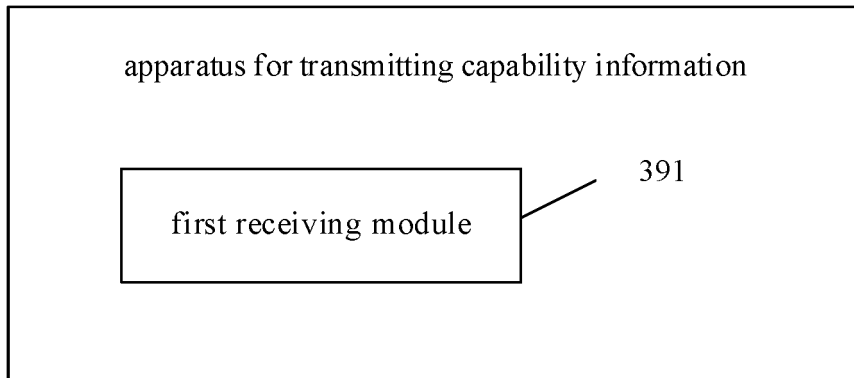 apparatus for transmitting capability information
391
first receiving module